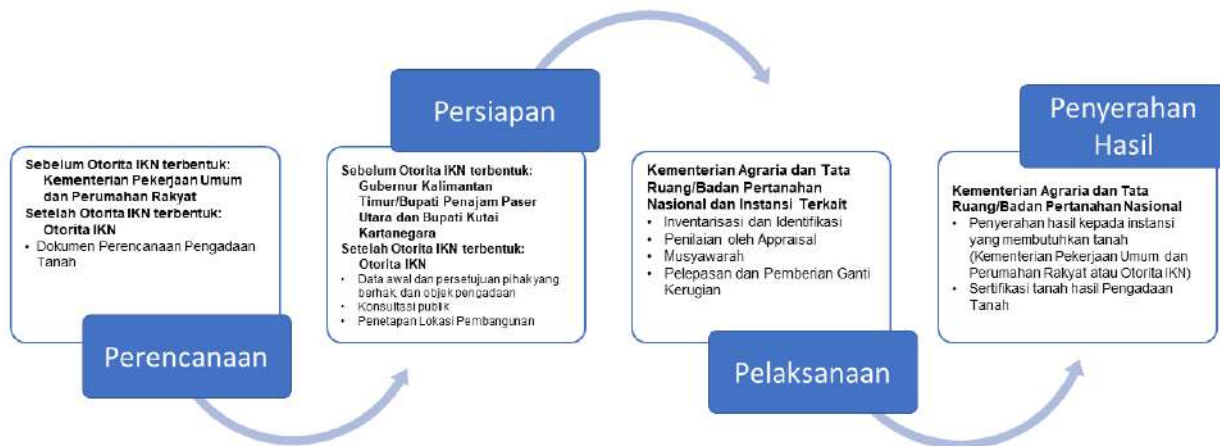 Perencanaan
Sebelum Otorita IKN terbentuk:
Kementerian Pekerjaan Umum
dan Perumahan Rakyat
Setelah Otorita IKN terbentuk:
Otorita IKN
• Dokumen Perencanaan Pengadaan
Tanah
Persiapan
Sebelum Otorita IKN terbentuk:
Gubernur Kalimantan
Timur/Bupati Penajam Paser
Utara dan Bupati Kutai
Kartanegara
Setelah Otorita IKN terbentuk:
Otorita IKN
• Data awal dan persetujuan pihak yang
berhak, dan objek pengadaan
• Konsultasi publik
• Penetapan Lokasi Pembangunan
Pelaksanaan
Kementerian Agraria dan Tata
Ruang/Badan Pertanahan
Nasional dan Instansi Terkait
• Inventarisasi dan Identifikasi
• Penilaian oleh Appraisal
• Musyawarah
• Pelepasan dan Pemberian Ganti
Kerugian
Penyerahan
Hasil
Kementerian Agraria dan Tata
Ruang/Badan Pertanahan Nasional
• Penyerahan hasil kepada instansi
yang membutuhkan tanah
(Kementerian Pekerjaan Umum dan
Perumahan Rakyat atau Otorita IKN)
• Sertifikasi tanah hasil Pengadaan
Tanah